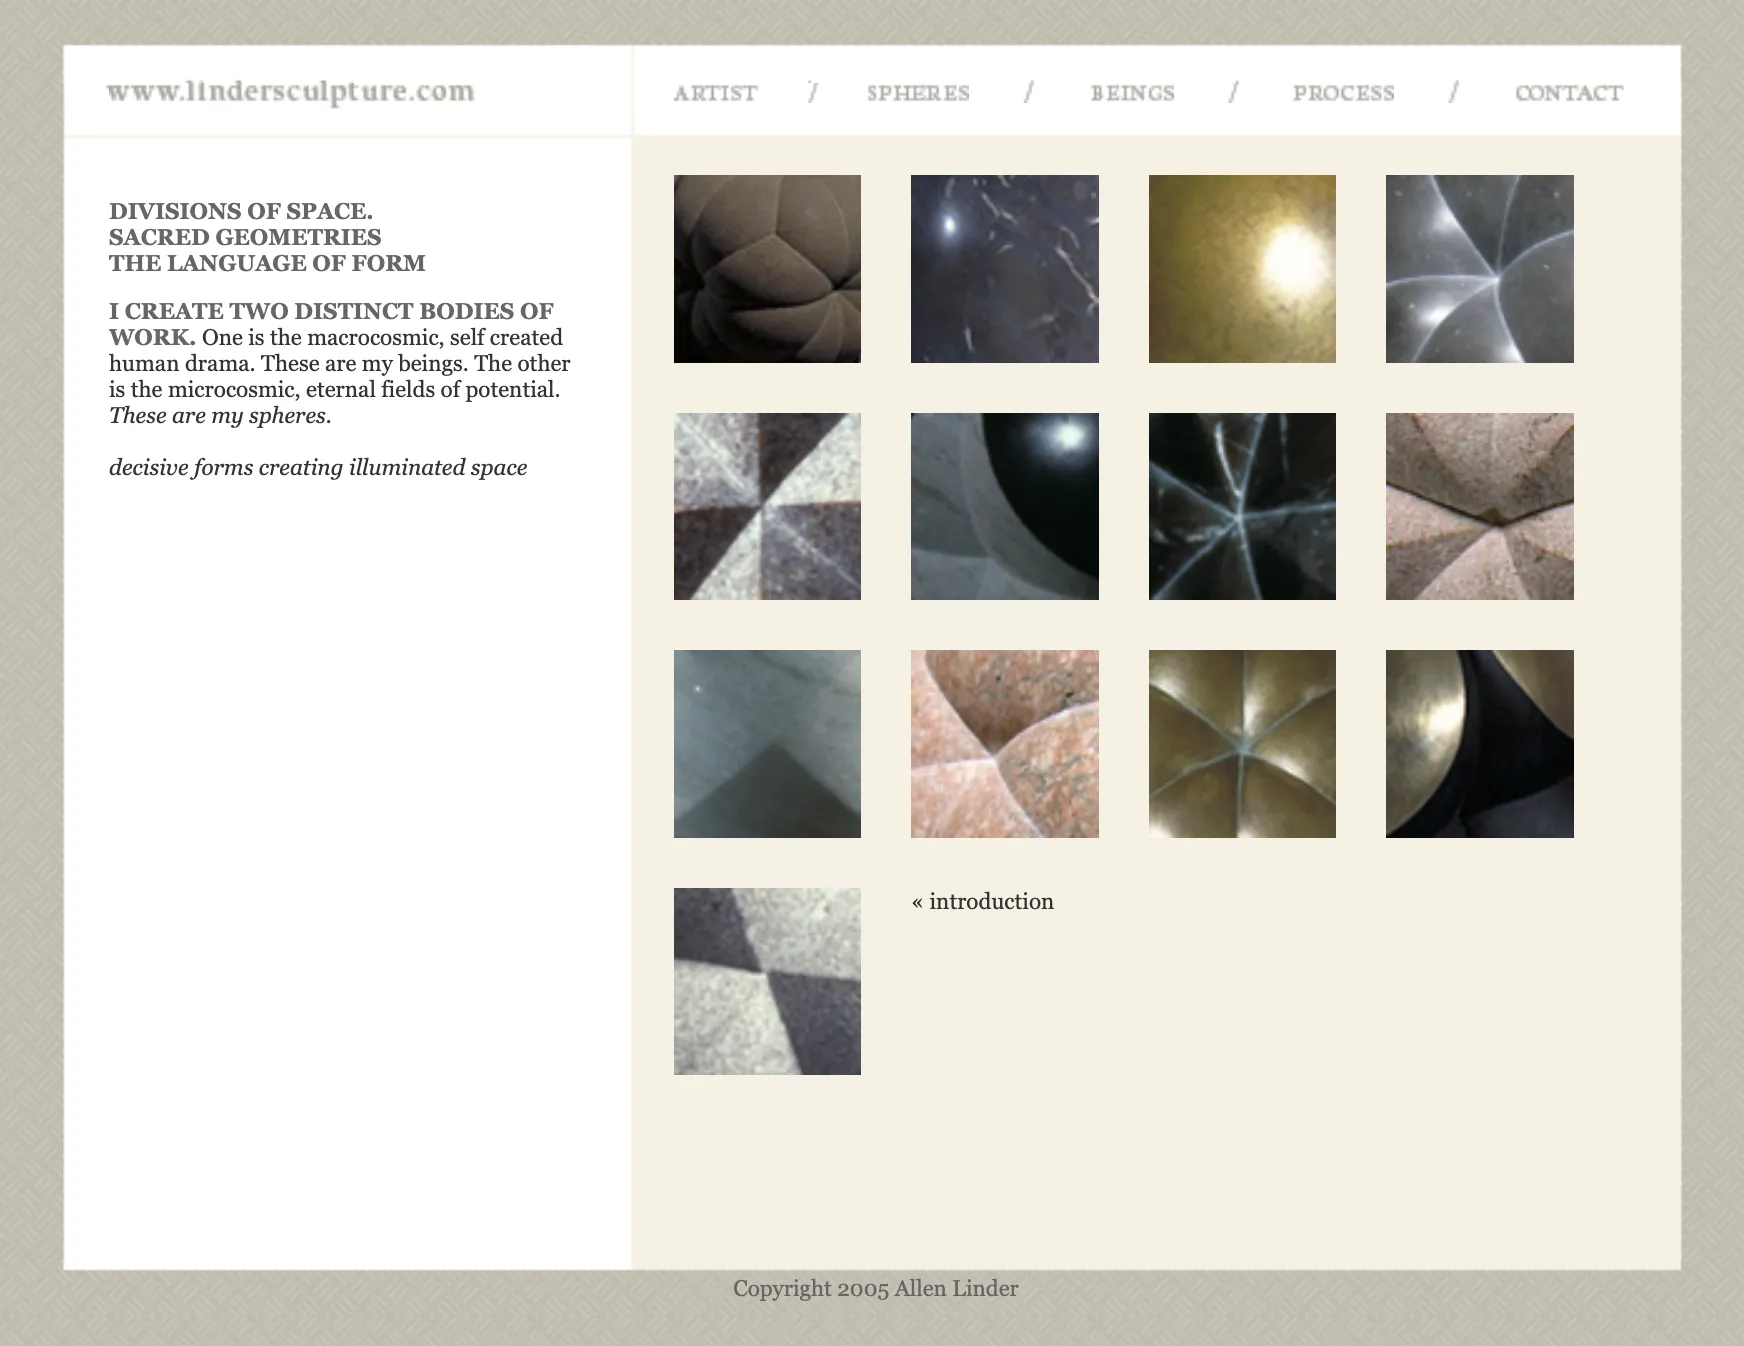 www.lindersculpture.com
ARTIST / SPHERES / BEINGS / PROCESS / CONTACT
DIVISIONS OF SPACE.
SACRED GEOMETRIES
THE LANGUAGE OF FORM
I CREATE TWO DISTINCT BODIES OF
WORK. One is the macrocosmic, self created
human drama. These are my beings. The other
is the microcosmic, eternal fields of potential.
These are my spheres.
decisive forms creating illuminated space
« introduction
Copyright 2005 Allen Linder